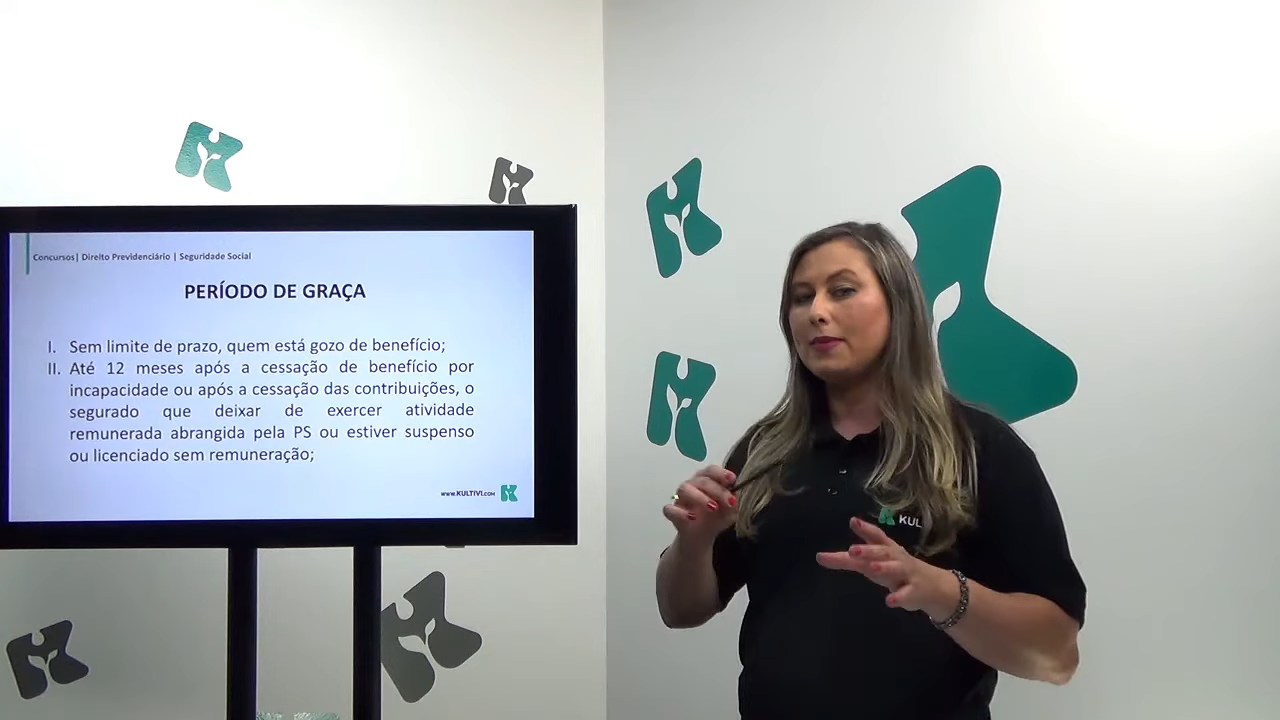 Concursos| Direito Previdenciário | Seguridade Social
PERÍODO DE GRAÇA
I. Sem limite de prazo, quem está gozo de benefício;
II. Até 12 meses após a cessação de benefício por
incapacidade ou após a cessação das contribuições, o
segurado que deixar de exercer atividade
remunerada abrangida pela PS ou estiver suspenso
ou licenciado sem remuneração;
www.KULTIVI.com
KUL